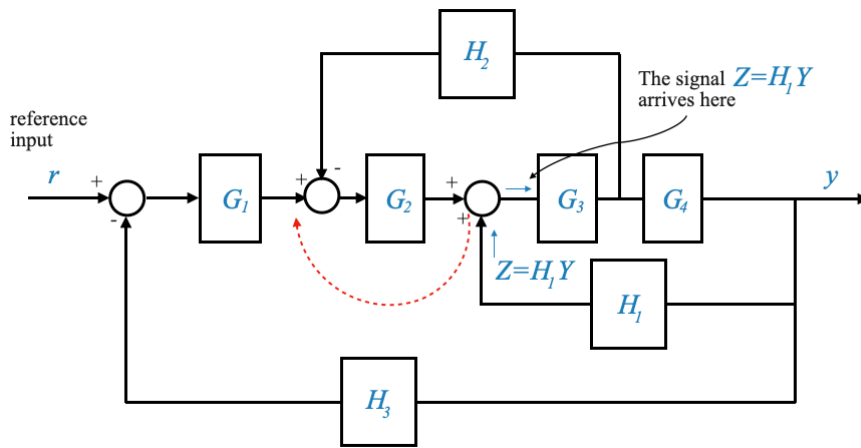 H₂
The signal Z=H₁Y
arrives here
reference
input
r
+
-
G₁
+
-
G₂
+
+
G₃
G₄
y
Z=H₁Y
H₁
H₃